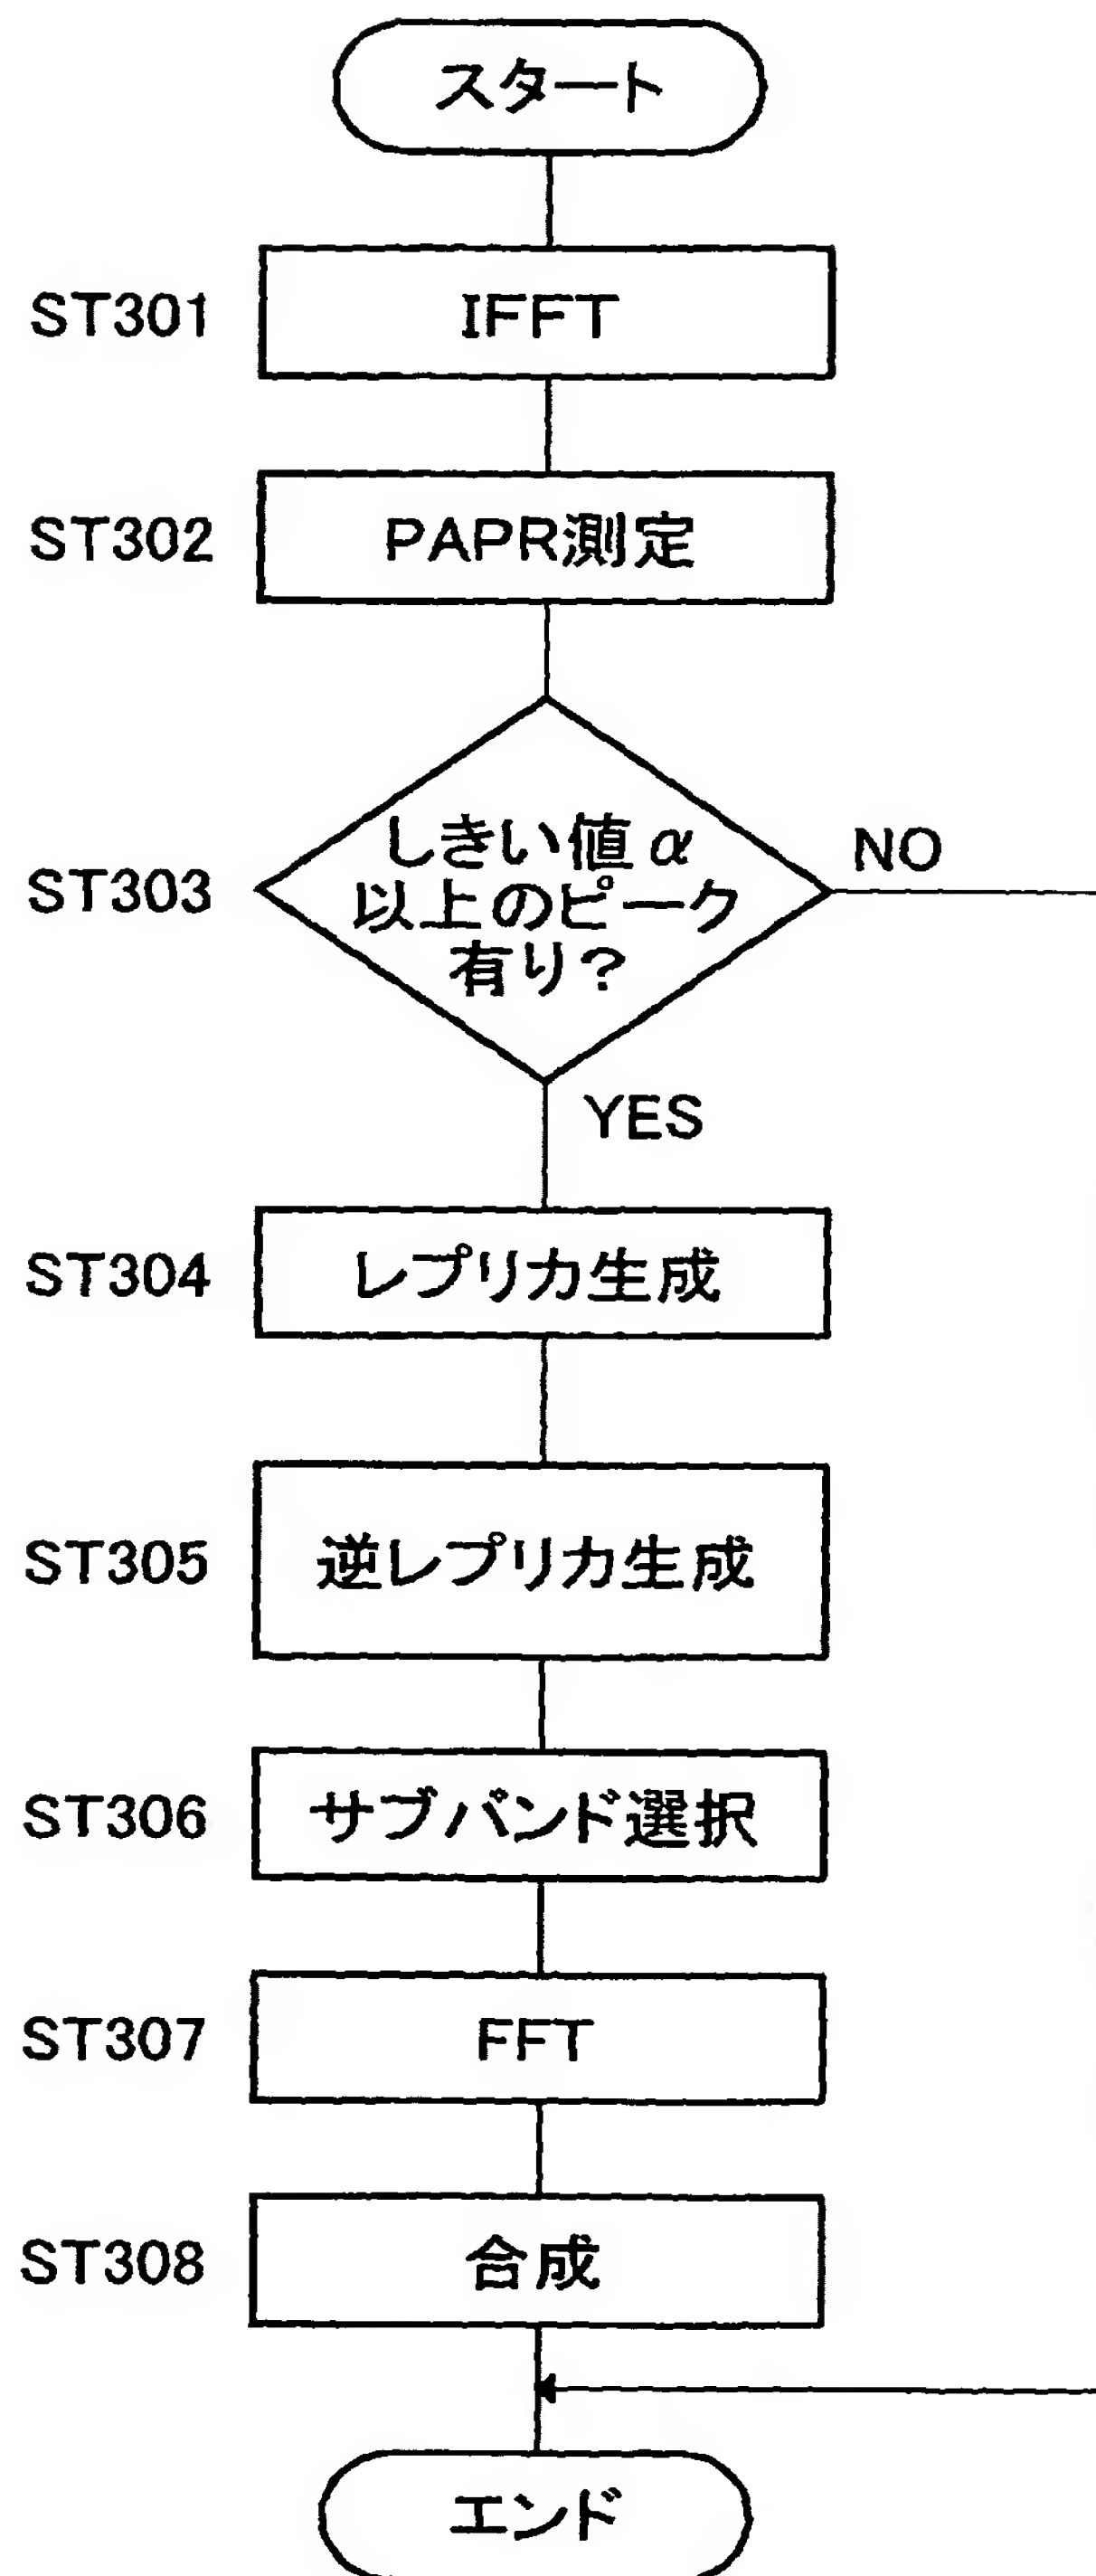 スタート
ST301
IFFT
ST302
PAPR測定
ST303
しきい値α
以上のピーク
有り?
NO
YES
ST304
レプリカ生成
ST305
逆レプリカ生成
ST306
サブバンド選択
ST307
FFT
ST308
合成
エンド